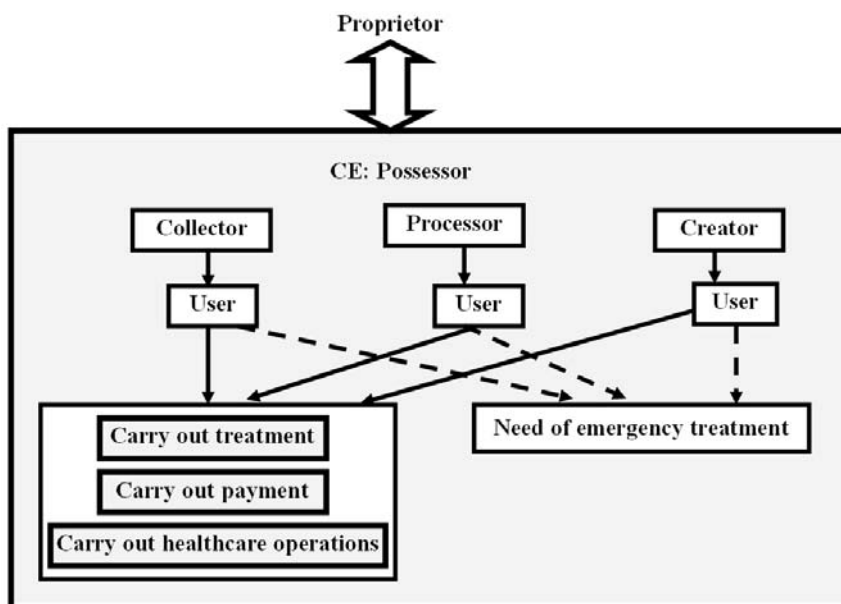 Proprietor
CE: Possessor
Collector
Processor
Creator
User
User
User
Carry out treatment
Need of emergency treatment
Carry out payment
Carry out healthcare operations